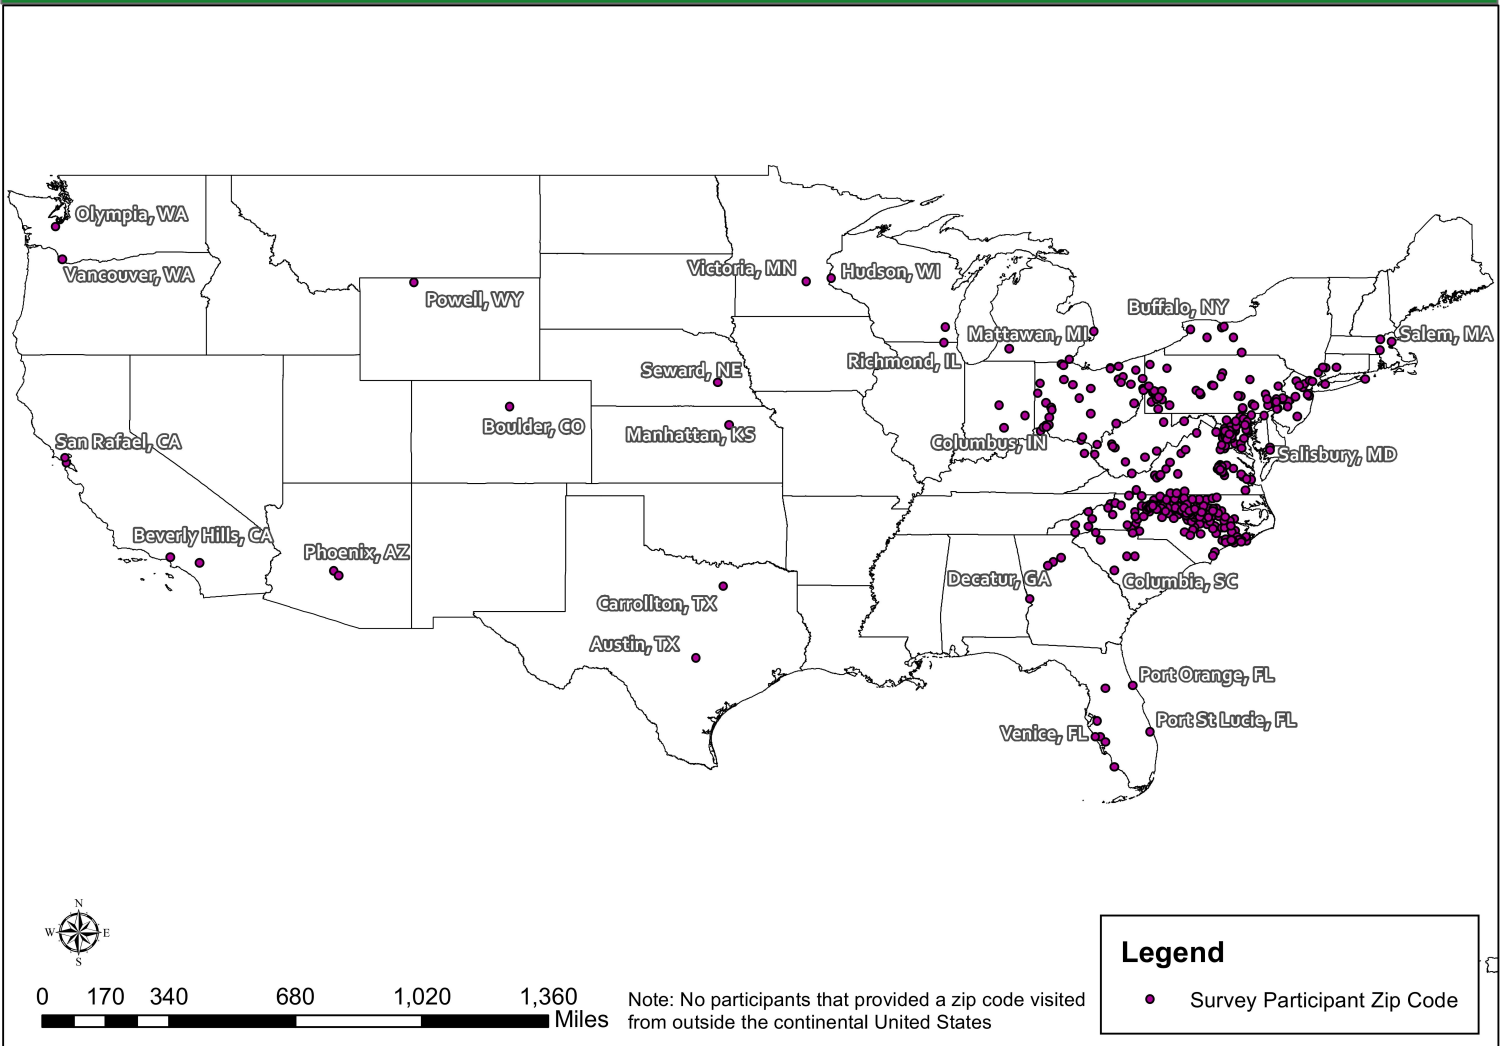 Olympia, WA
Vancouver, WA
Powell, WY
Victoria, MN
Hudson, WI
Buffalo, NY
Mattawan, MI
Salem, MA
Richmond, IL
Seward, NE
Boulder, CO
Manhattan, KS
San Rafael, CA
Columbus, IN
Salisbury, MD
Beverly Hills, CA
Phoenix, AZ
Decatur, GA
Columbia, SC
Carrollton, TX
Austin, TX
Port Orange, FL
Port St Lucie, FL
Venice, FL
N
W E
S
0 170 340 680 1,020 1,360
Miles
Note: No participants that provided a zip code visited
from outside the continental United States
Legend
Survey Participant Zip Code